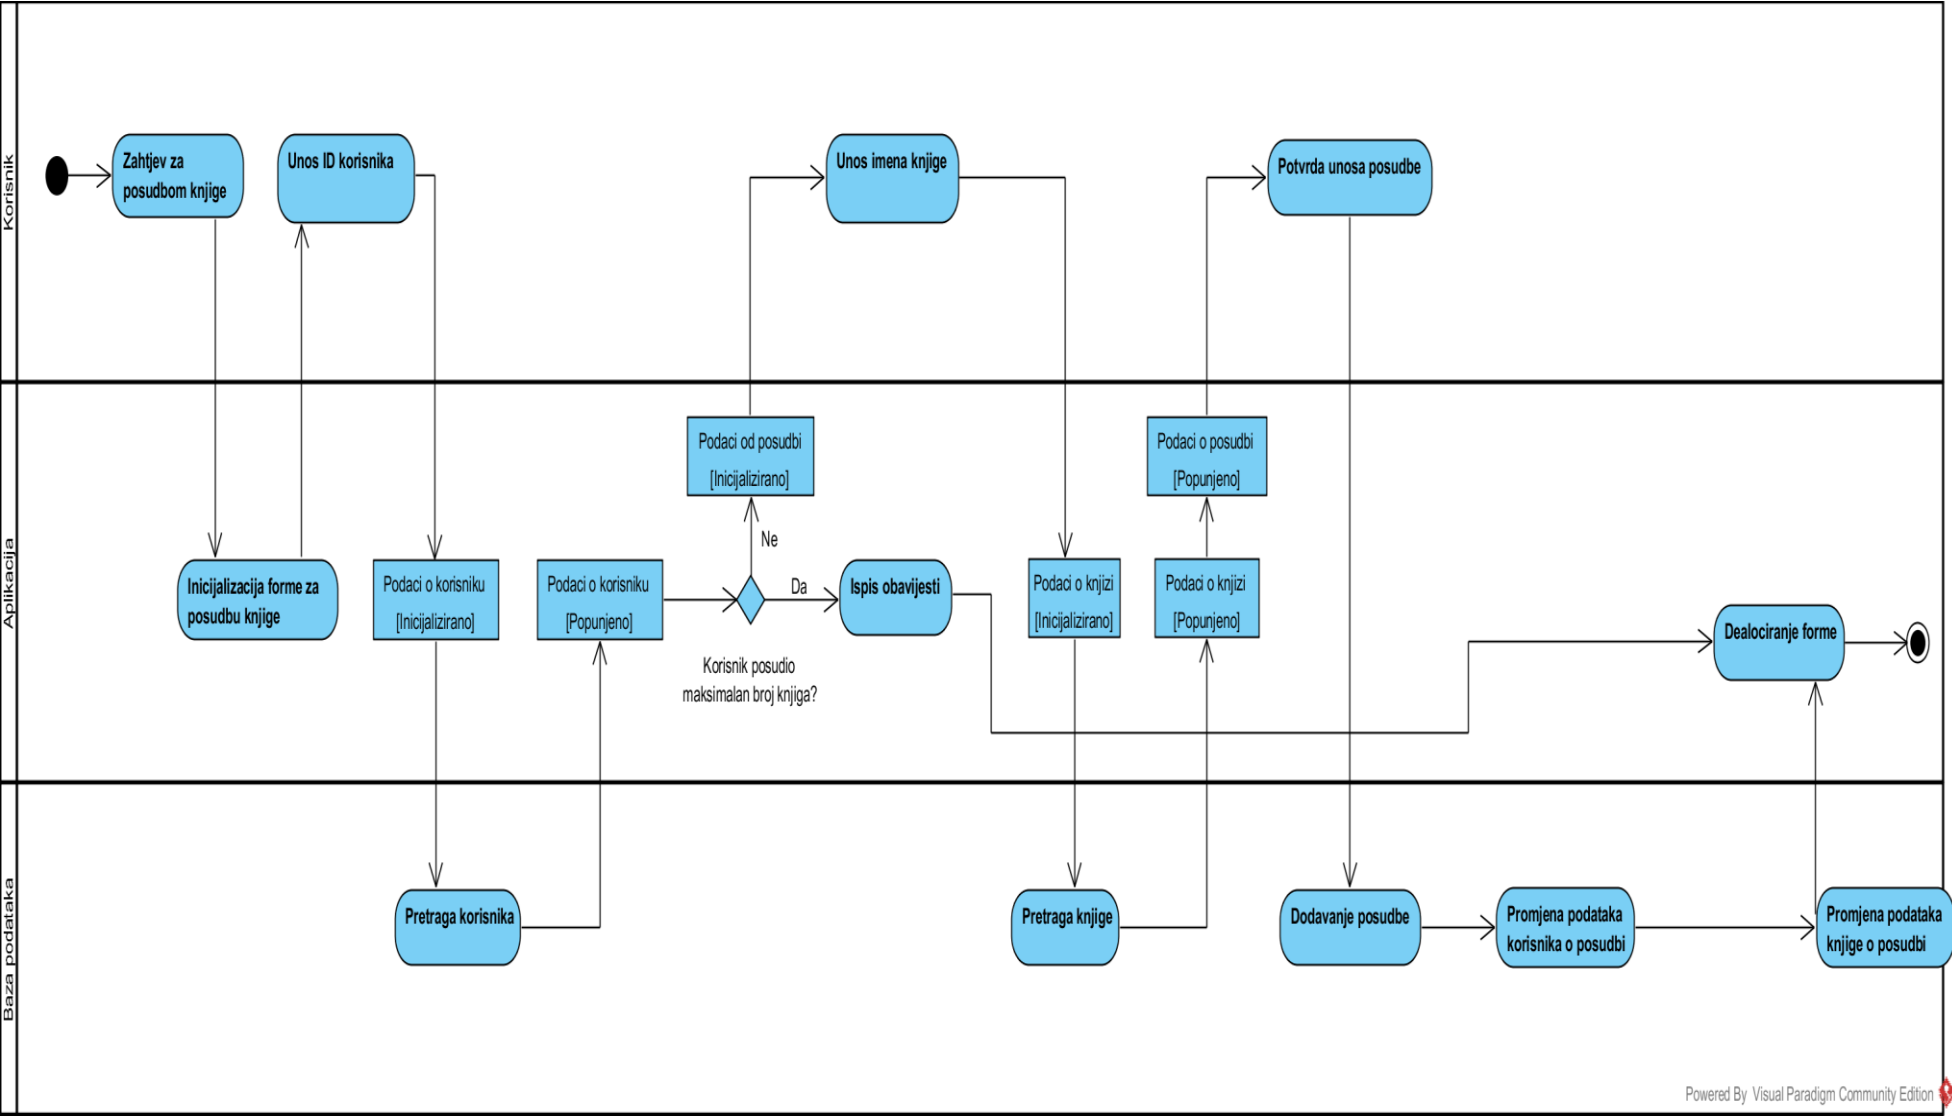 Korisnik
Zahtjev za
posudbom knjige
Unos ID korisnika
Unos imena knjige
Potvrda unosa posudbe
Aplikacija
Inicijalizacija forme za
posudbu knjige
Podaci o korisniku
[Inicijalizirano]
Podaci o korisniku
[Popunjeno]
Podaci od posudbi
[Inicijalizirano]
Ne
Da
Korisnik posudio
maksimalan broj knjiga?
Ispis obavijesti
Podaci o knjizi
[Inicijalizirano]
Podaci o posudbi
[Popunjeno]
Podaci o knjizi
[Popunjeno]
Dealociranje forme
Baza podataka
Pretraga korisnika
Pretraga knjige
Dodavanje posudbe
Promjena podataka
korisnika o posudbi
Promjena podataka
knjige o posudbi
Powered By Visual Paradigm Community Edition